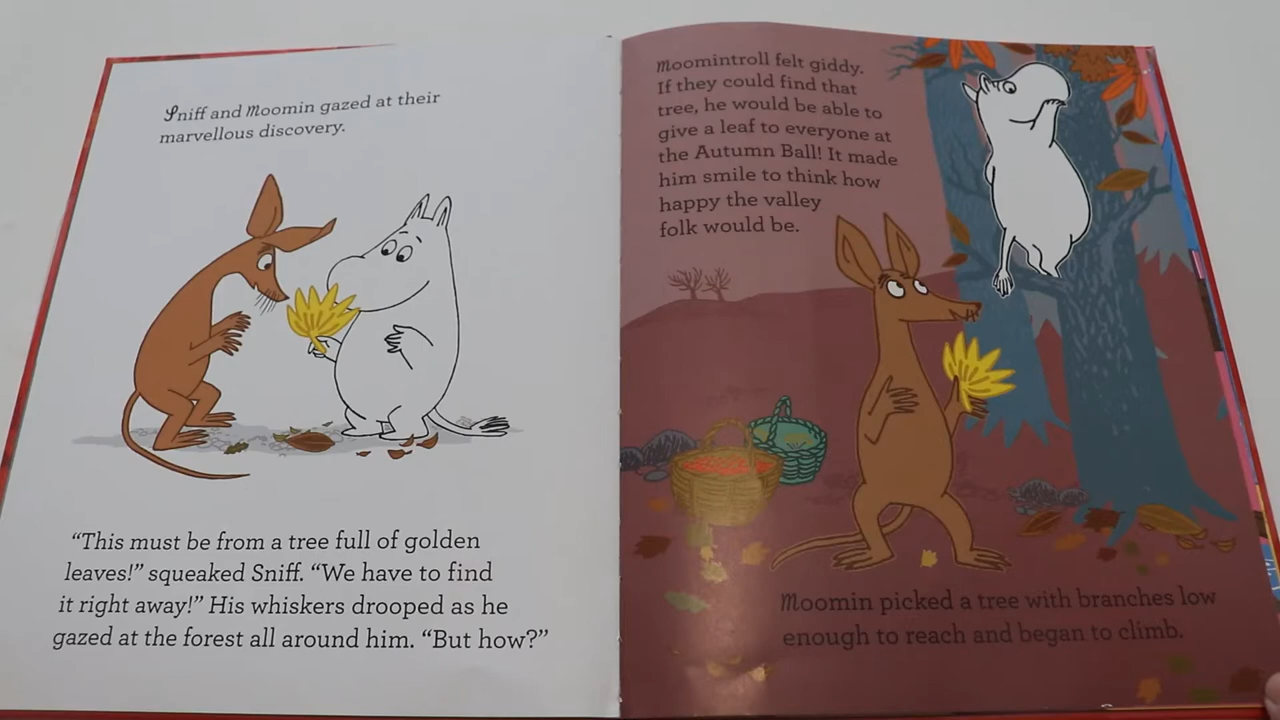 Sniff and Moomin gazed at their
marvellous discovery.
“This must be from a tree full of golden
leaves!” squeaked Sniff. “We have to find
it right away!” His whiskers drooped as he
gazed at the forest all around him. “But how?”
Moomintroll felt giddy.
If they could find that
tree, he would be able to
give a leaf to everyone at
the Autumn Ball! It made
him smile to think how
happy the valley
folk would be.
Moomin picked a tree with branches low
enough to reach and began to climb.